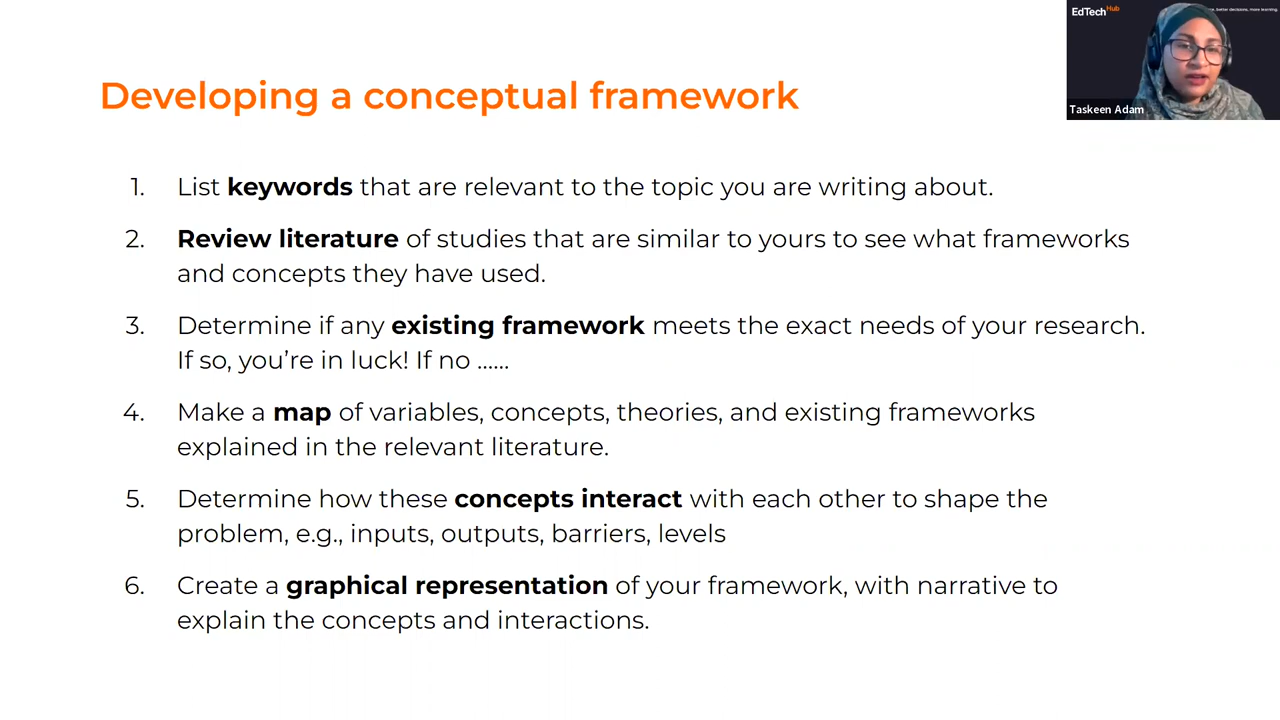 EdTech Hub
better decisions, more learning.
Taskeen Adam
Developing a conceptual framework
1. List keywords that are relevant to the topic you are writing about.
2. Review literature of studies that are similar to yours to see what frameworks
and concepts they have used.
3. Determine if any existing framework meets the exact needs of your research.
If so, you’re in luck! If no ......
4. Make a map of variables, concepts, theories, and existing frameworks
explained in the relevant literature.
5. Determine how these concepts interact with each other to shape the
problem, e.g., inputs, outputs, barriers, levels
6. Create a graphical representation of your framework, with narrative to
explain the concepts and interactions.